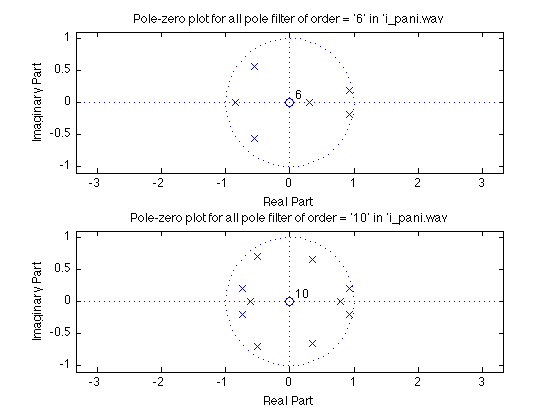 Pole-zero plot for all pole filter of order = '6' in 'i_pani.wav
1
0.5
0
-0.5
-1
Imaginary Part
6
-3 -2 -1 0 1 2 3
Real Part
Pole-zero plot for all pole filter of order = '10' in 'i_pani.wav
1
0.5
0
-0.5
-1
Imaginary Part
10
-3 -2 -1 0 1 2 3
Real Part